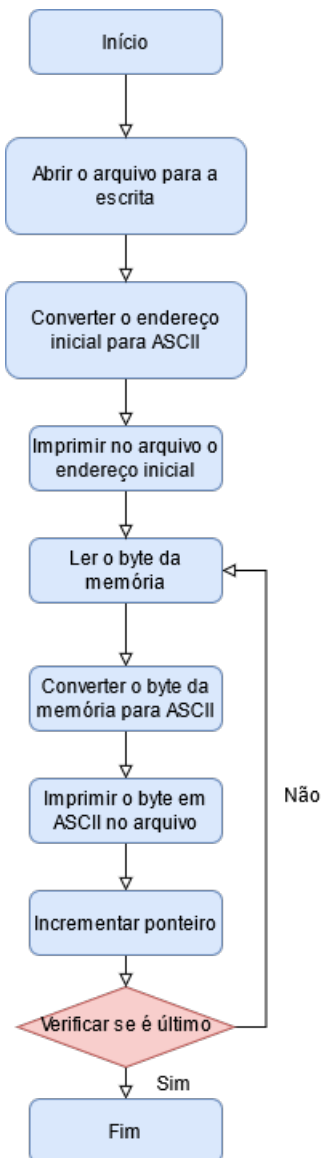 Início
Abrir o arquivo para a
escrita
Converter o endereço
inicial para ASCII
Imprimir no arquivo o
endereço inicial
Ler o byte da
memória
Converter o byte da
memória para ASCII
Imprimir o byte em
ASCII no arquivo
Não
Incrementar ponteiro
Verificar se é último
Sim
Fim